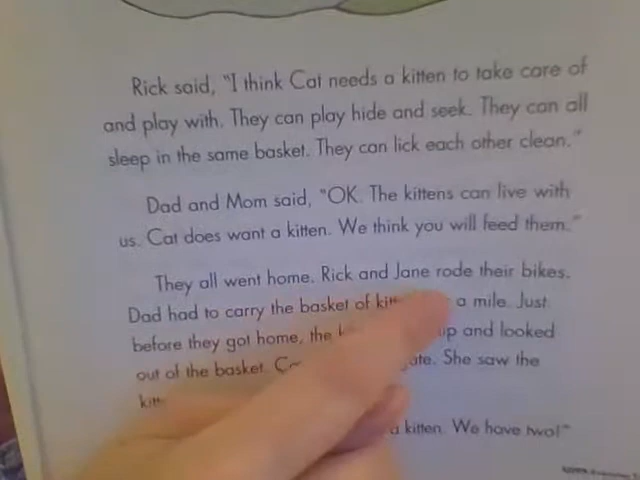 Rick said, "I think Cat needs a kitten to take care of
and play with. They can play hide and seek. They can all
sleep in the same basket. They can lick each other clean."
Dad and Mom said, "OK. The kittens can live with
us. Cat does want a kitten. We think you will feed them."
They all went home. Rick and Jane rode their bikes.
Dad had to carry the basket of a mile. Just
before they got home, the up and looked
out of the basket. She saw the
a kitten. We have two!"